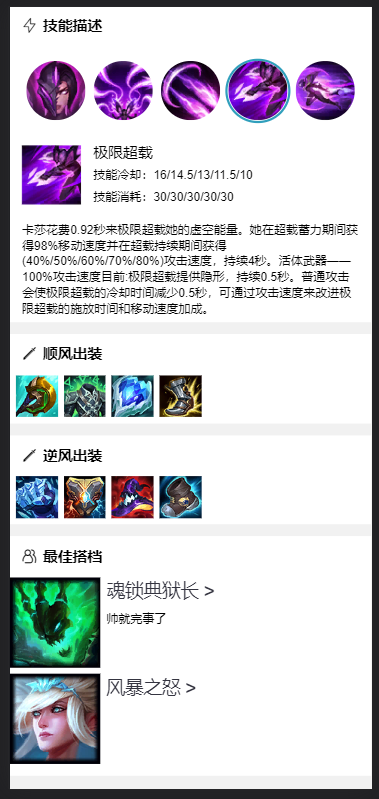 技能描述
极限超载
技能冷却：16/14.5/13/11.5/10
技能消耗：30/30/30/30/30
卡莎花费0.92秒来极限超载她的虚空能量。她在超载蓄力期间获
得98%移动速度并在超载持续期间获得
(40%/50%/60%/70%/80%)攻击速度，持续4秒。活体武器——
100%攻击速度目前:极限超载提供隐形，持续0.5秒。普通攻击
会使极限超载的冷却时间减少0.5秒，可通过攻击速度来改进极
限超载的施放时间和移动速度加成。
顺风出装
逆风出装
最佳搭档
魂锁典狱长 >
帅就完事了
风暴之怒 >